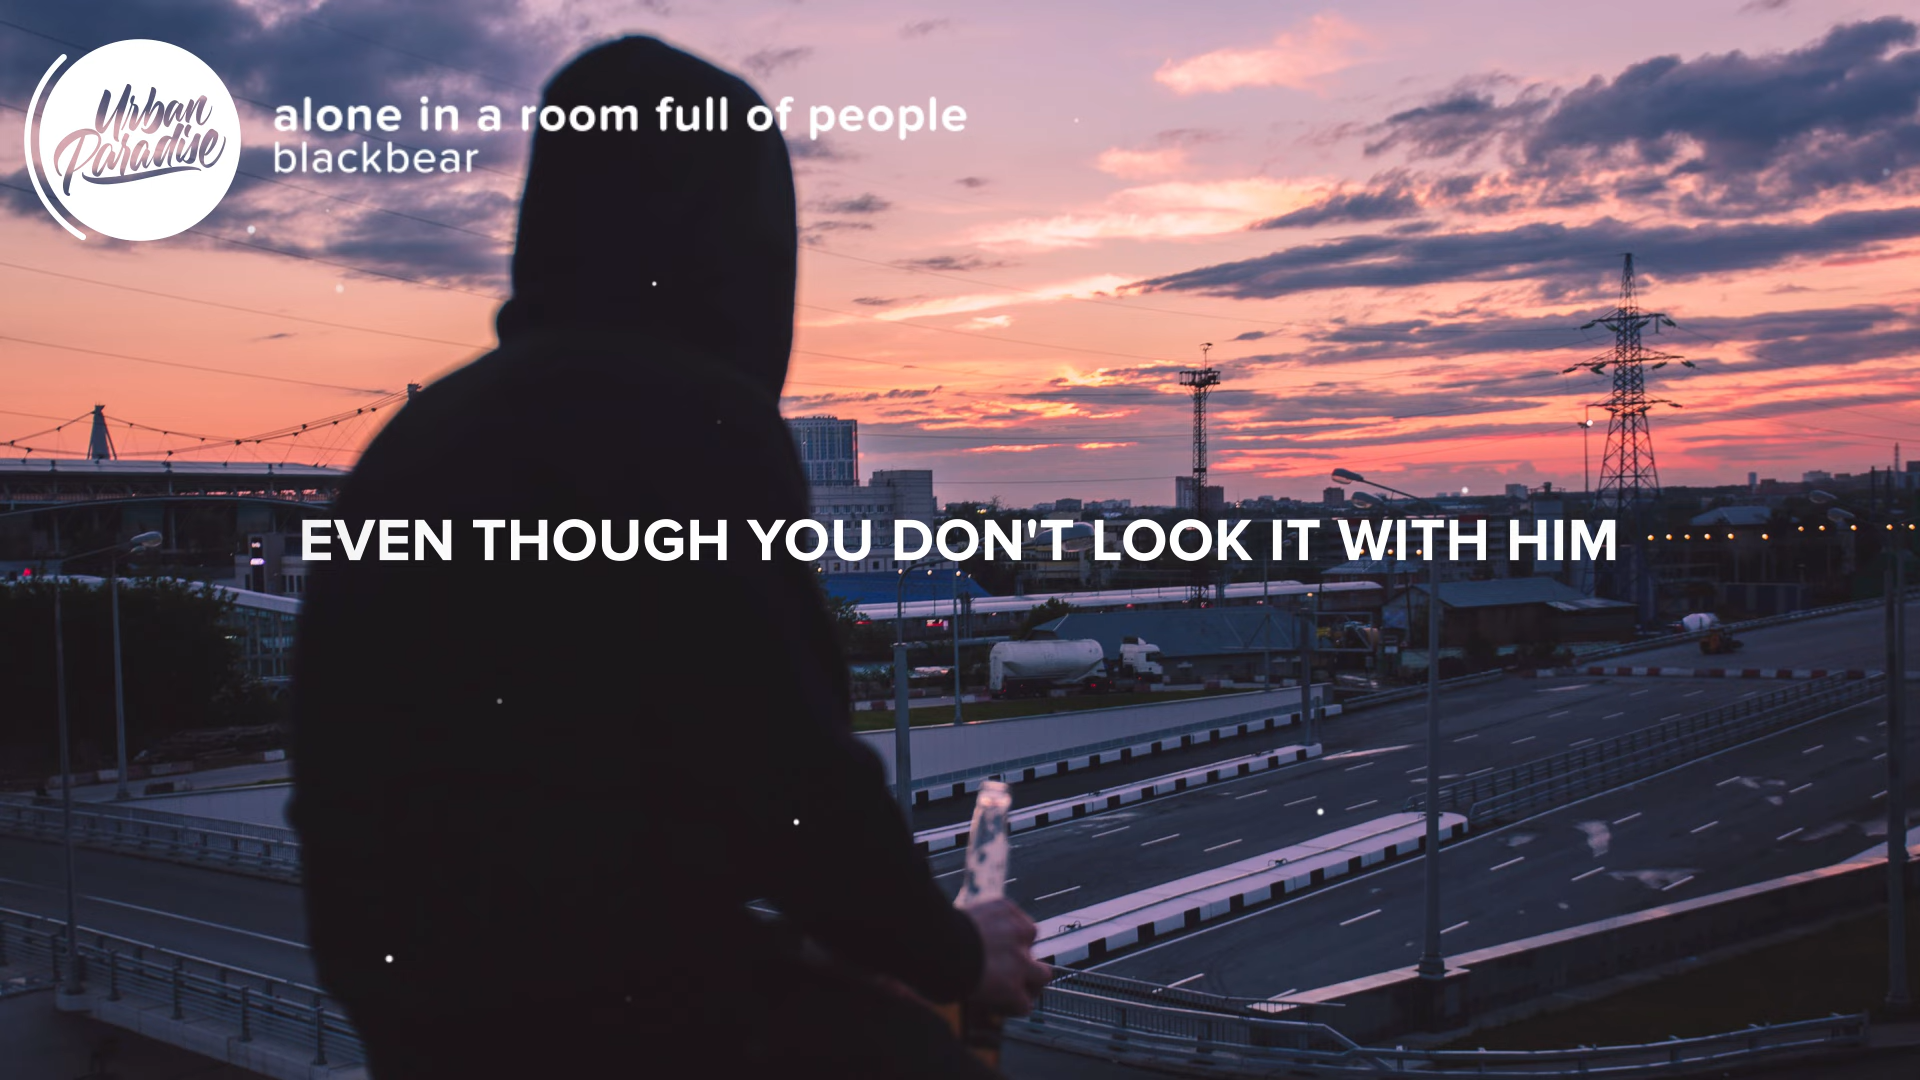 Urban
Paradise
alone in a room full of people
blackbear
EVEN THOUGH YOU DON'T LOOK IT WITH HIM